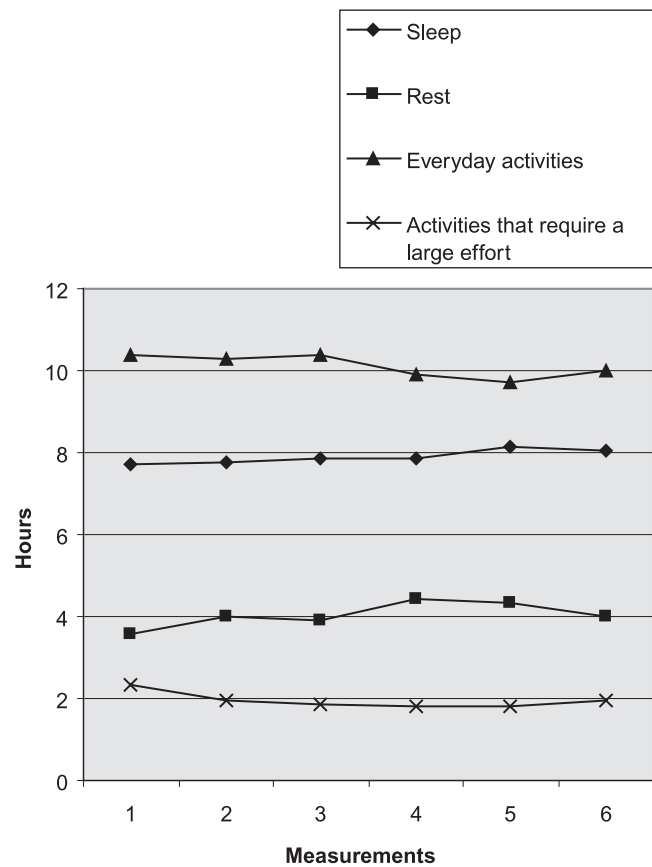 Sleep
Rest
Everyday activities
Activities that require a
large effort
12
10
8
6
4
2
0
Hours
1 2 3 4 5 6
Measurements